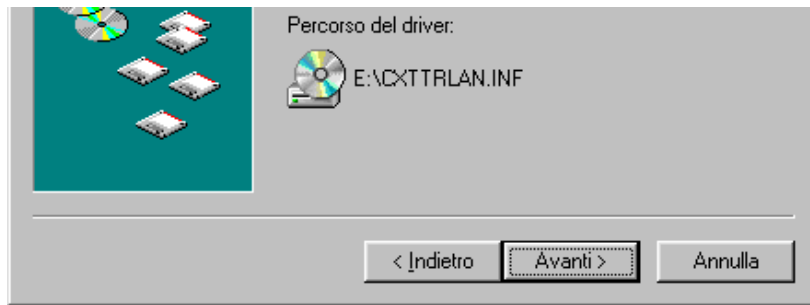 Percorso del driver:
E:\CXTTRLAN.INF
< Indietro Avanti > Annulla